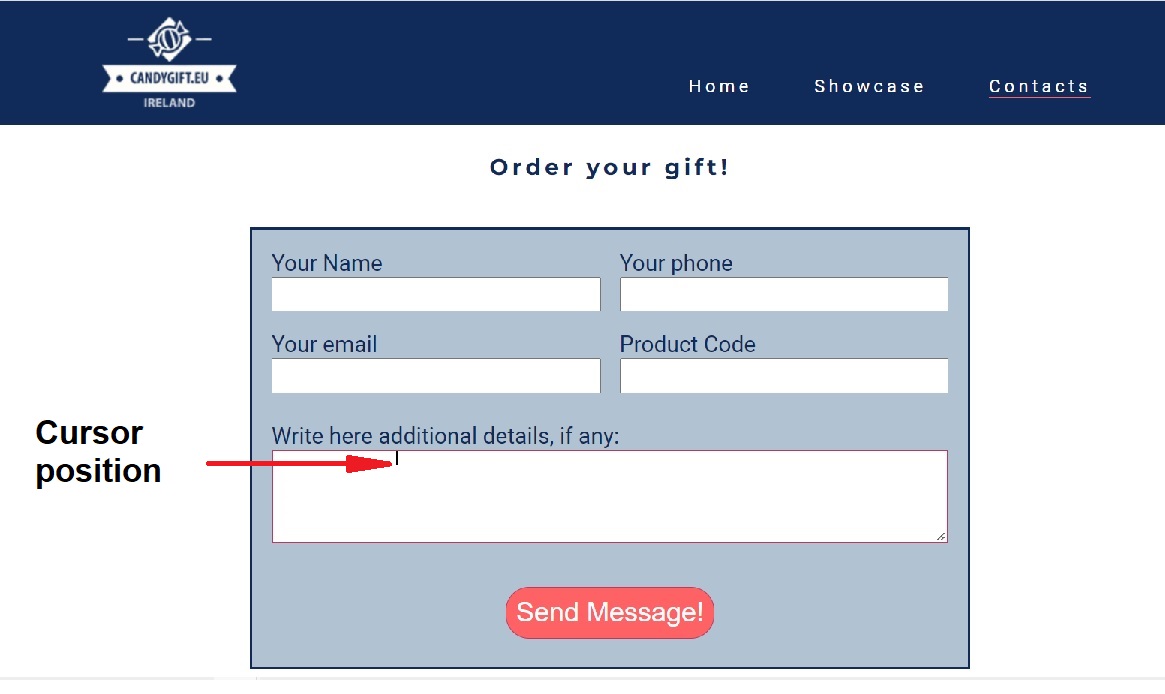 CANDYGIFT.EU
IRELAND
Home Showcase Contacts
Order your gift!
Your Name Your phone
Your email Product Code
Write here additional details, if any:
Cursor
position
Send Message!